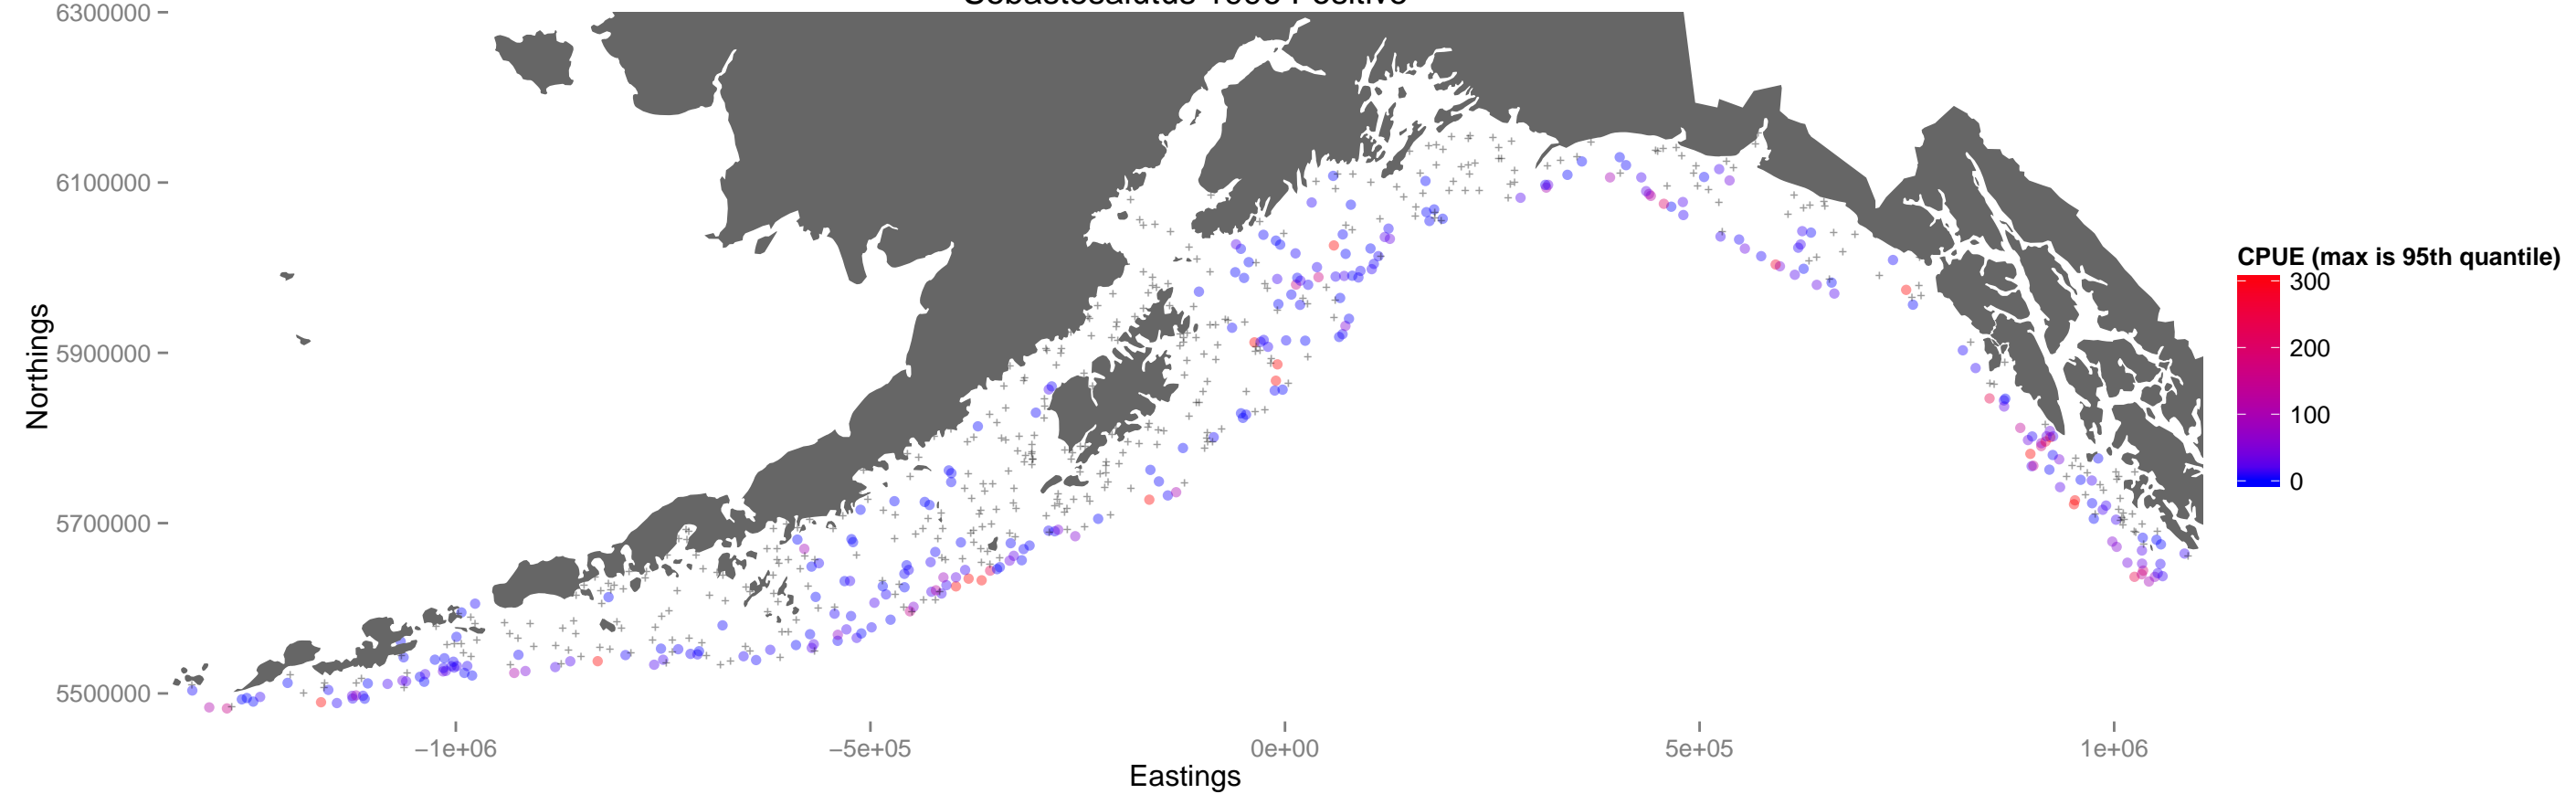 6300000
6100000
5900000
5700000
5500000
Northings
−1e+06
−5e+05
0e+00
5e+05
1e+06
Eastings
CPUE (max is 95th quantile)
300
200
100
0